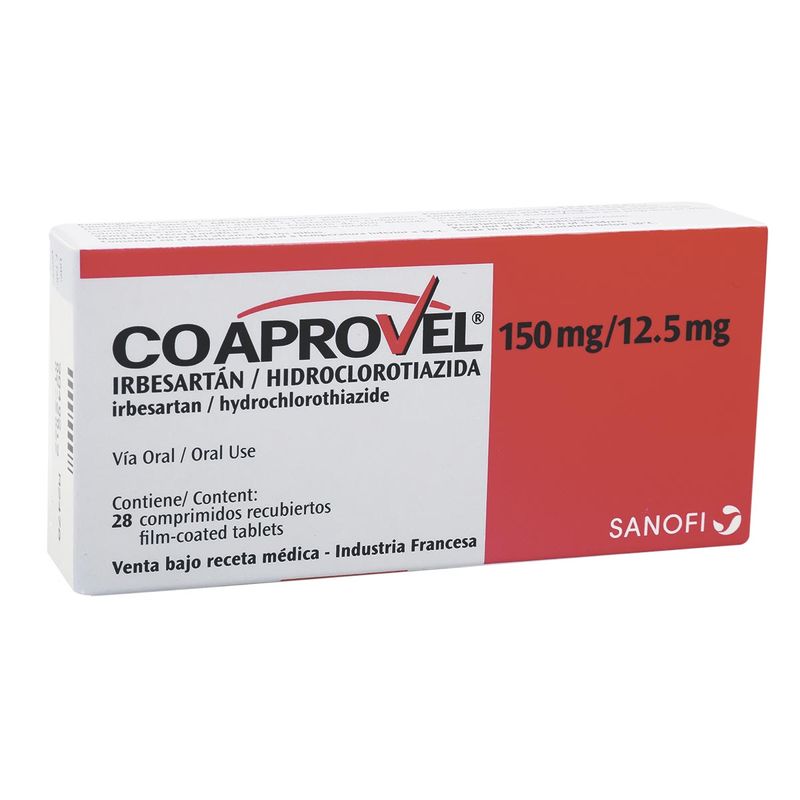 COAPROVEL®
150 mg/12.5 mg
IRBESARTÁN / HIDROCLOROTIAZIDA
irbesartan / hydrochlorothiazide
Vía Oral / Oral Use
Contiene/ Content:
28 comprimidos recubiertos
film-coated tablets
Venta bajo receta médica - Industria Francesa
SANOFI